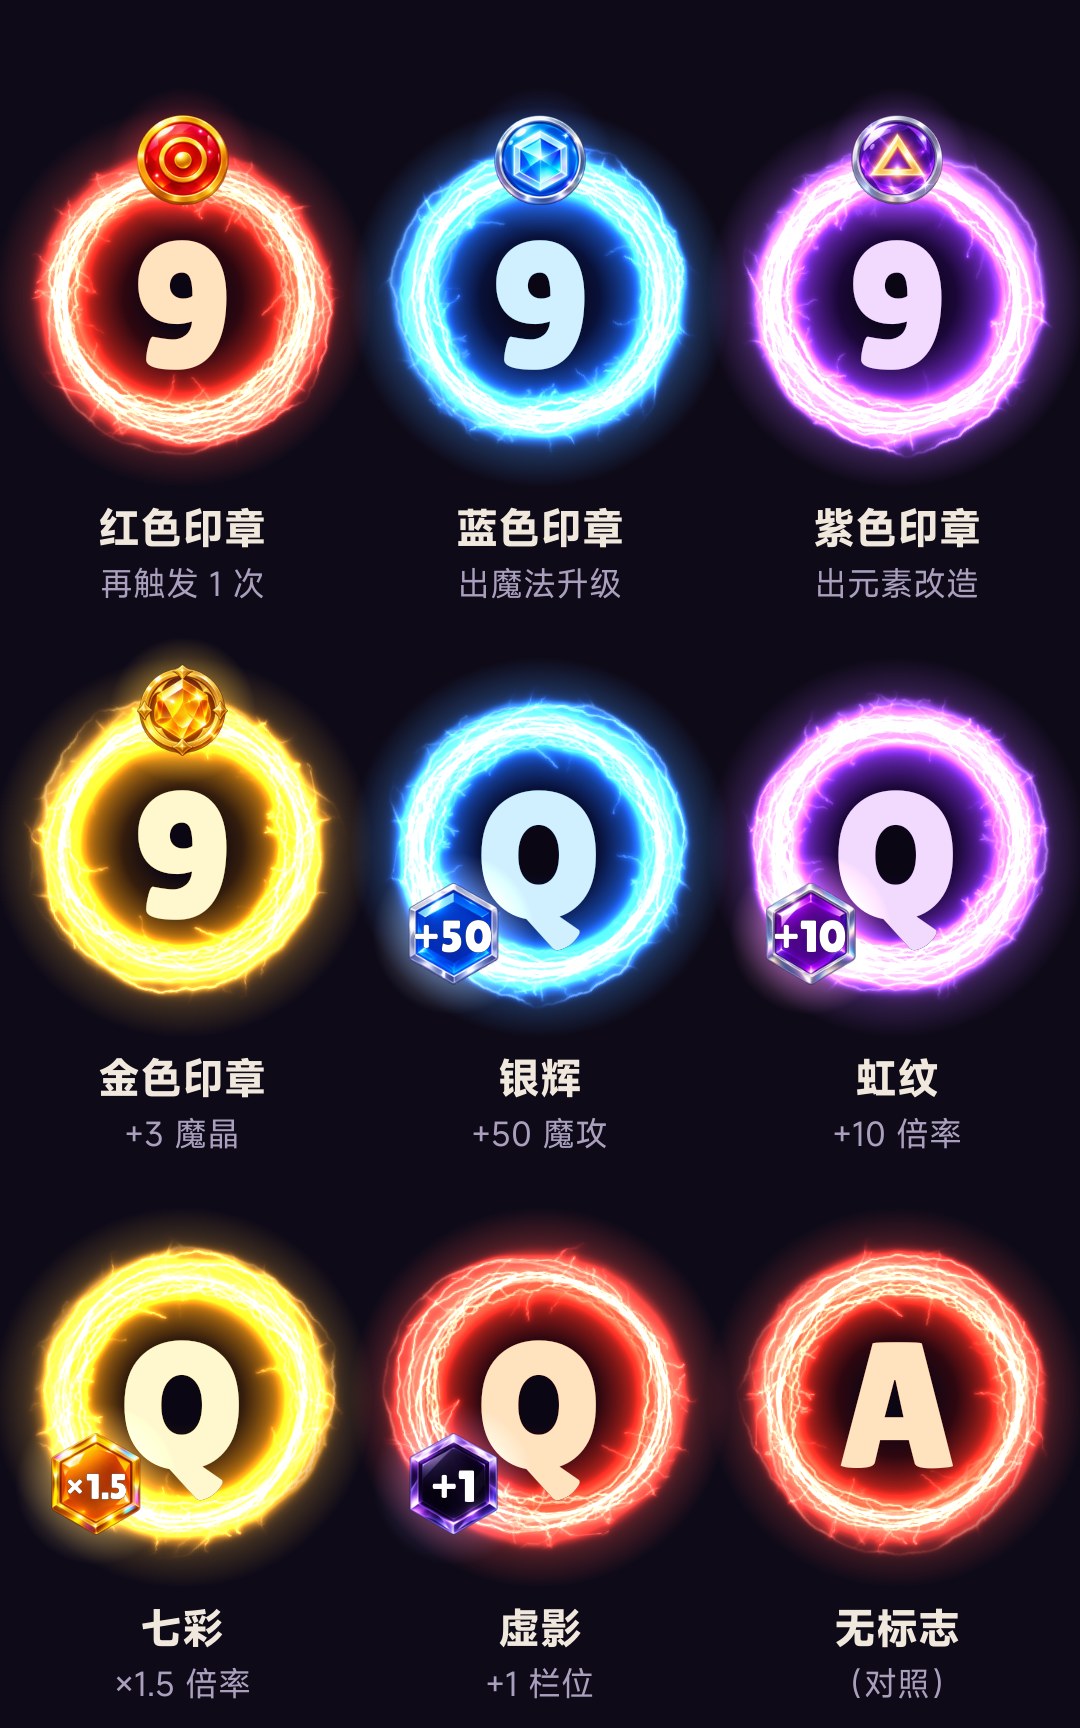 9
9
9
红色印章
蓝色印章
紫色印章
再触发 1 次
出魔法升级
出元素改造
9
Q
Q
+50
+10
金色印章
银辉
虹纹
+3 魔晶
+50 魔攻
+10 倍率
Q
Q
A
×1.5
+1
七彩
虚影
无标志
×1.5 倍率
+1 栏位
(对照)